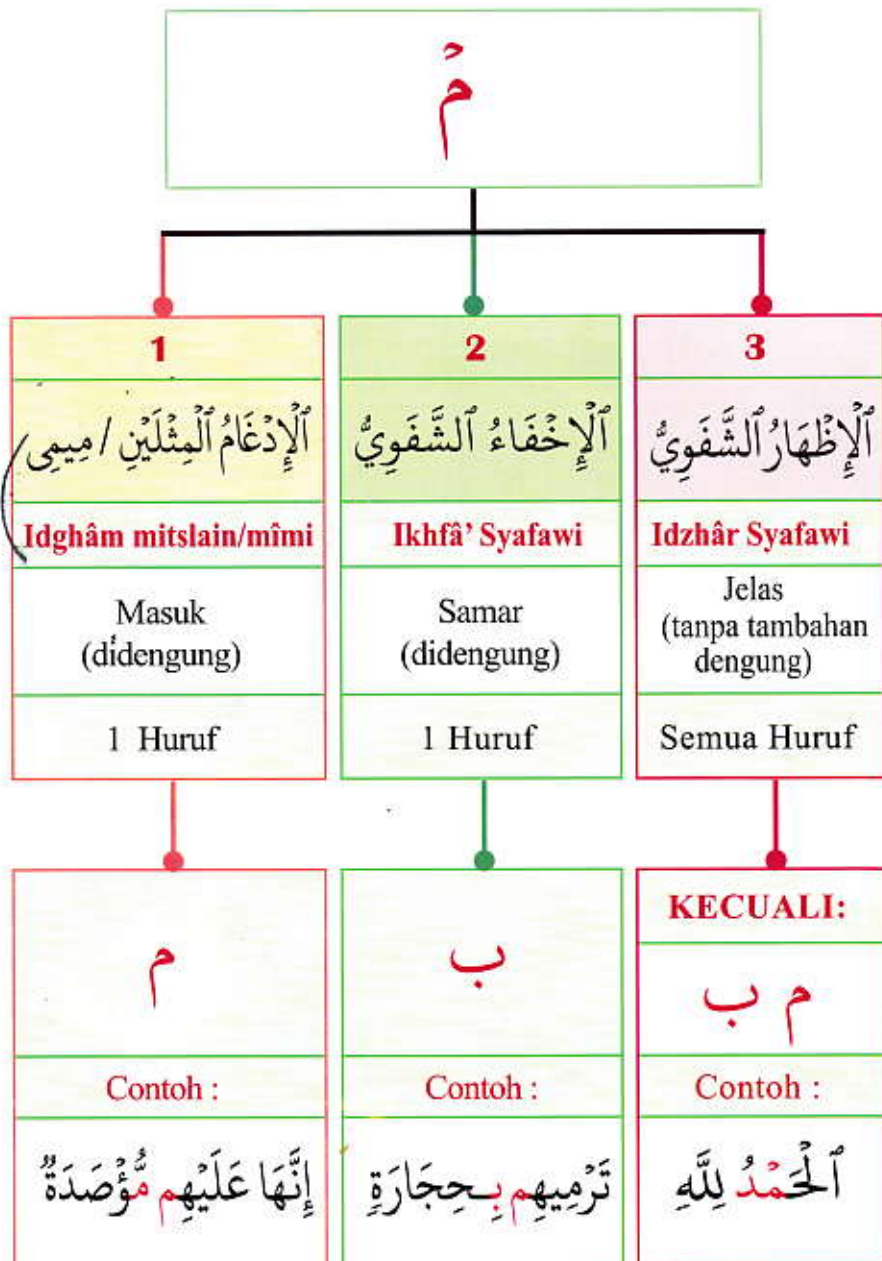 مْ
1
ٱلْإِدْغَامُ ٱلْمِثْلَيْنِ / مِيمِى
Idghâm mitslain/mîmi
Masuk
(didengung)
1 Huruf
م
Contoh :
إِنَّهَا عَلَيْهِم مُّؤْصَدَةٌ
2
ٱلْإِخْفَاءُ ٱلشَّفَوِيُّ
Ikhfâ’ Syafawi
Samar
(didengung)
1 Huruf
ب
Contoh :
تَرْمِيهِم بِحِجَارَةٍ
3
ٱلْإِظْهَارُ ٱلشَّفَوِيُّ
Idzhâr Syafawi
Jelas
(tanpa tambahan
dengung)
Semua Huruf
KECUALI:
م ب
Contoh :
ٱلْحَمْدُ لِلَّهِ